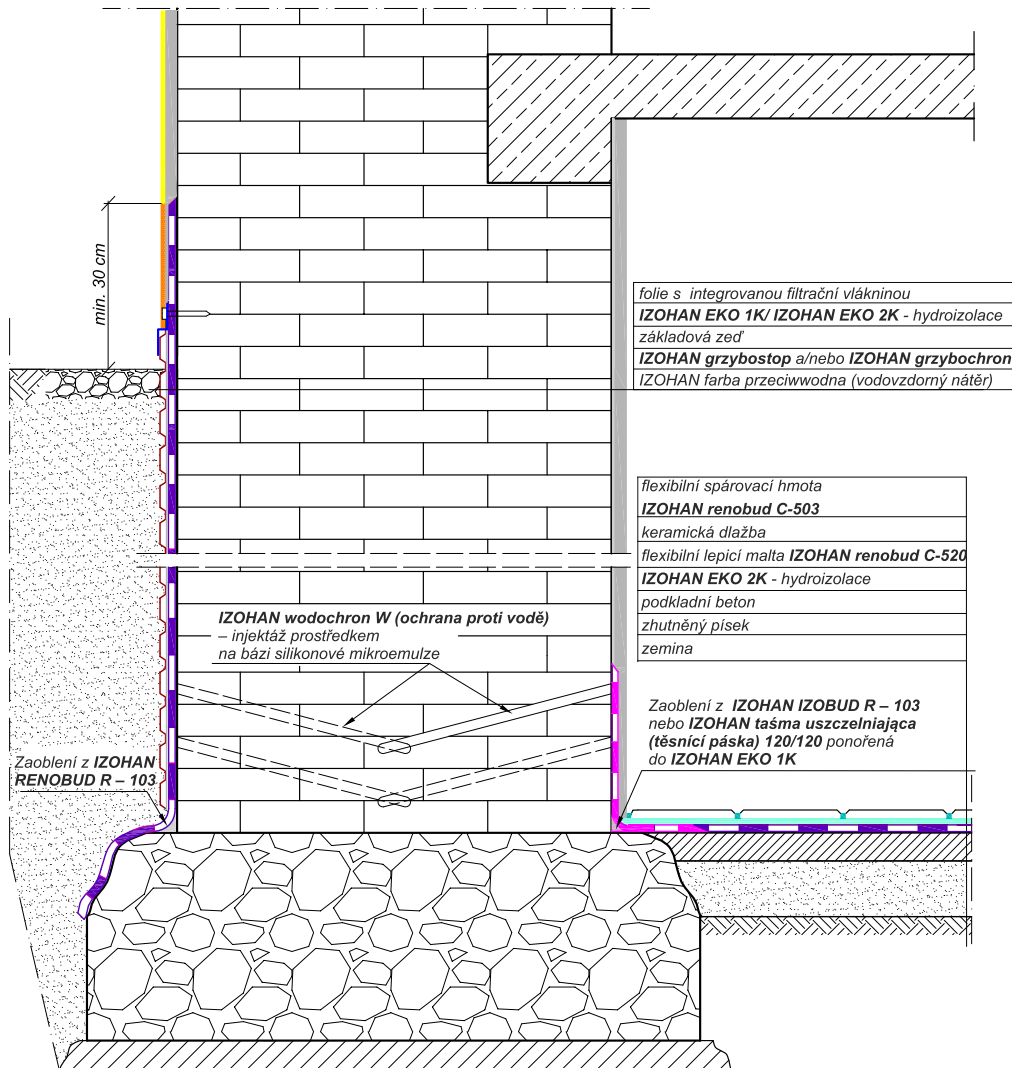 min. 30 cm
folie s integrovanou filtrační vlákninou
IZOHAN EKO 1K/ IZOHAN EKO 2K - hydroizolace
základová zeď
IZOHAN grzybostop a/nebo IZOHAN grzybochron
IZOHAN farba przeciwwodna (vodovzdorný nátěr)
flexibilní spárovací hmota
IZOHAN renobud C-503
keramická dlažba
flexibilní lepicí malta IZOHAN renobud C-520
IZOHAN EKO 2K - hydroizolace
podkladní beton
zhutněný písek
zemina
IZOHAN wodochron W (ochrana proti vodě)
– injektáž prostředkem
na bázi silikonové mikroemulze
Zaoblení z IZOHAN IZOBUD R – 103
nebo IZOHAN taśma uszczelniająca
(těsnící páska) 120/120 ponořená
do IZOHAN EKO 1K
Zaoblení z IZOHAN
RENOBUD R – 103